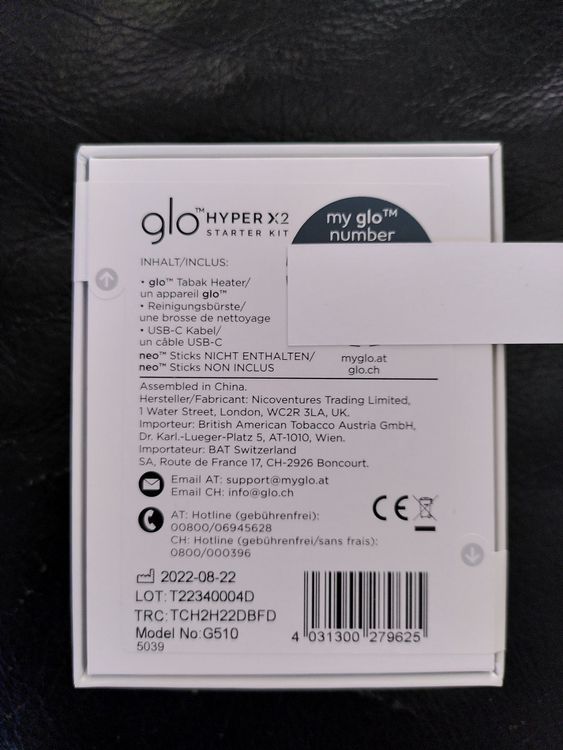 glo™ HYPER X2
STARTER KIT
my glo™
number
INHALT/INCLUS:
• glo™ Tabak Heater/
un appareil glo™
• Reinigungsbürste/
une brosse de nettoyage
• USB-C Kabel/
un câble USB-C
neo™ Sticks NICHT ENTHALTEN/
neo™ Sticks NON INCLUS
myglo.at
glo.ch
Assembled in China.
Hersteller/Fabricant: Nicoventures Trading Limited,
1 Water Street, London, WC2R 3LA, UK.
Importeur: British American Tobacco Austria GmbH,
Dr. Karl.-Lueger-Platz 5, AT-1010, Wien.
Importateur: BAT Switzerland
SA, Route de France 17, CH-2926 Boncourt.
Email AT: support@myglo.at
Email CH: info@glo.ch
AT: Hotline (gebührenfrei):
00800/06945628
CH: Hotline (gebührenfrei/sans frais):
0800/000396
CE
2022-08-22
LOT: T22340004D
TRC: TCH2H22DBFD
Model No:G510
5039
4 031300 279625